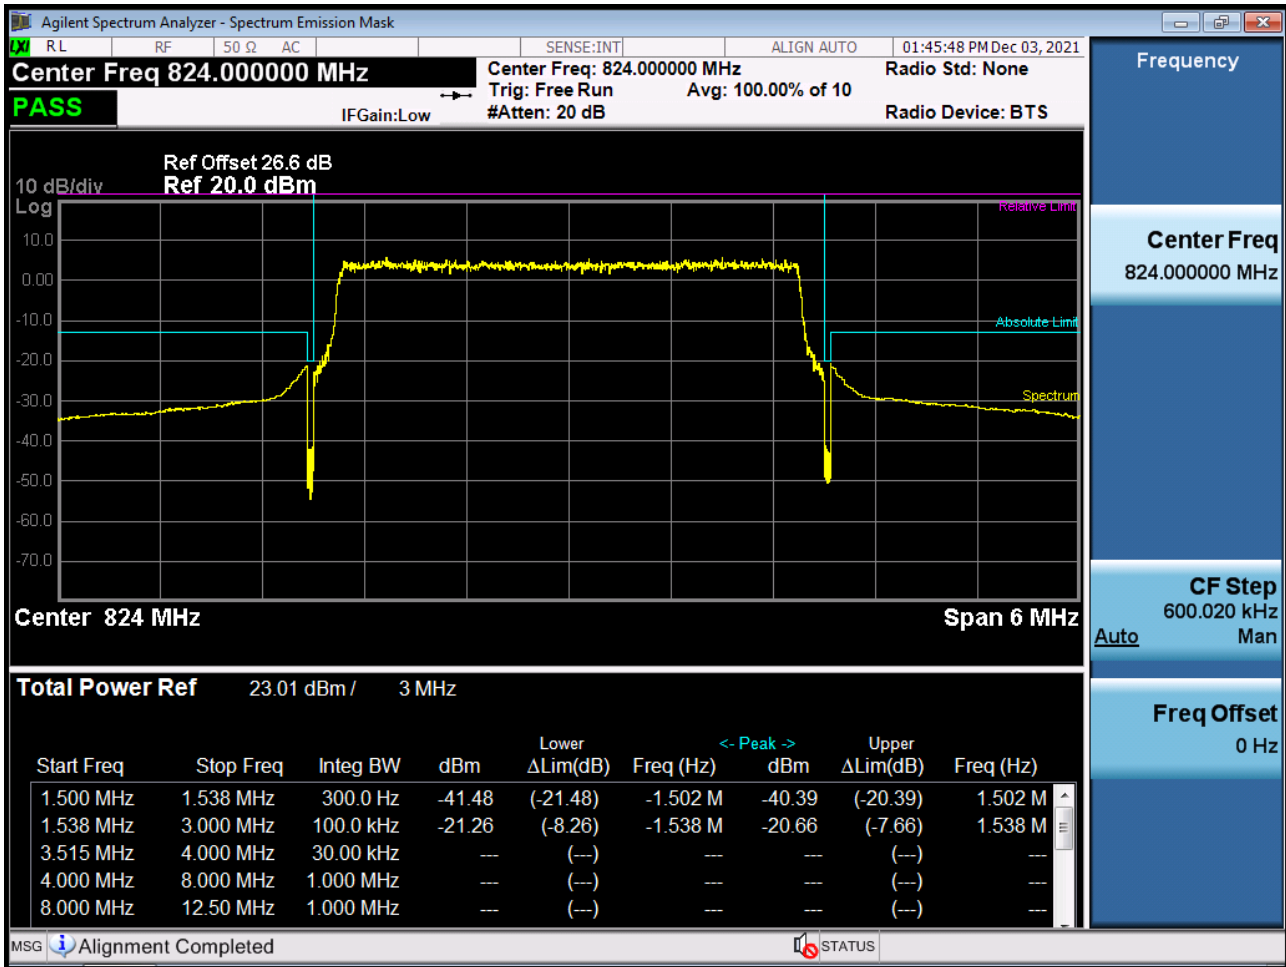 Agilent Spectrum Analyzer - Spectrum Emission Mask
LXI RL RF 50 Ω AC SENSE:INT ALIGN AUTO 01:45:48 PM Dec 03, 2021
Center Freq 824.000000 MHz Center Freq: 824.000000 MHz Radio Std: None
Trig: Free Run Avg: 100.00% of 10
PASS IFGain:Low #Atten: 20 dB Radio Device: BTS
Ref Offset 26.6 dB
10 dB/div Ref 20.0 dBm
Log
Relative Limit
10.0
0.00
-10.0
Absolute Limit
-20.0
-30.0
Spectrum
-40.0
-50.0
-60.0
-70.0
Center 824 MHz Span 6 MHz
Total Power Ref 23.01 dBm / 3 MHz
Lower <- Peak -> Upper
Start Freq Stop Freq Integ BW dBm ΔLim(dB) Freq (Hz) dBm ΔLim(dB) Freq (Hz)
1.500 MHz 1.538 MHz 300.0 Hz -41.48 (-21.48) -1.502 M -40.39 (-20.39) 1.502 M
1.538 MHz 3.000 MHz 100.0 kHz -21.26 (-8.26) -1.538 M -20.66 (-7.66) 1.538 M
3.515 MHz 4.000 MHz 30.00 kHz --- (---) --- --- (---) ---
4.000 MHz 8.000 MHz 1.000 MHz --- (---) --- --- (---) ---
8.000 MHz 12.50 MHz 1.000 MHz --- (---) --- --- (---) ---
MSG Alignment Completed STATUS
Frequency
Center Freq
824.000000 MHz
CF Step
600.020 kHz
Auto Man
Freq Offset
0 Hz